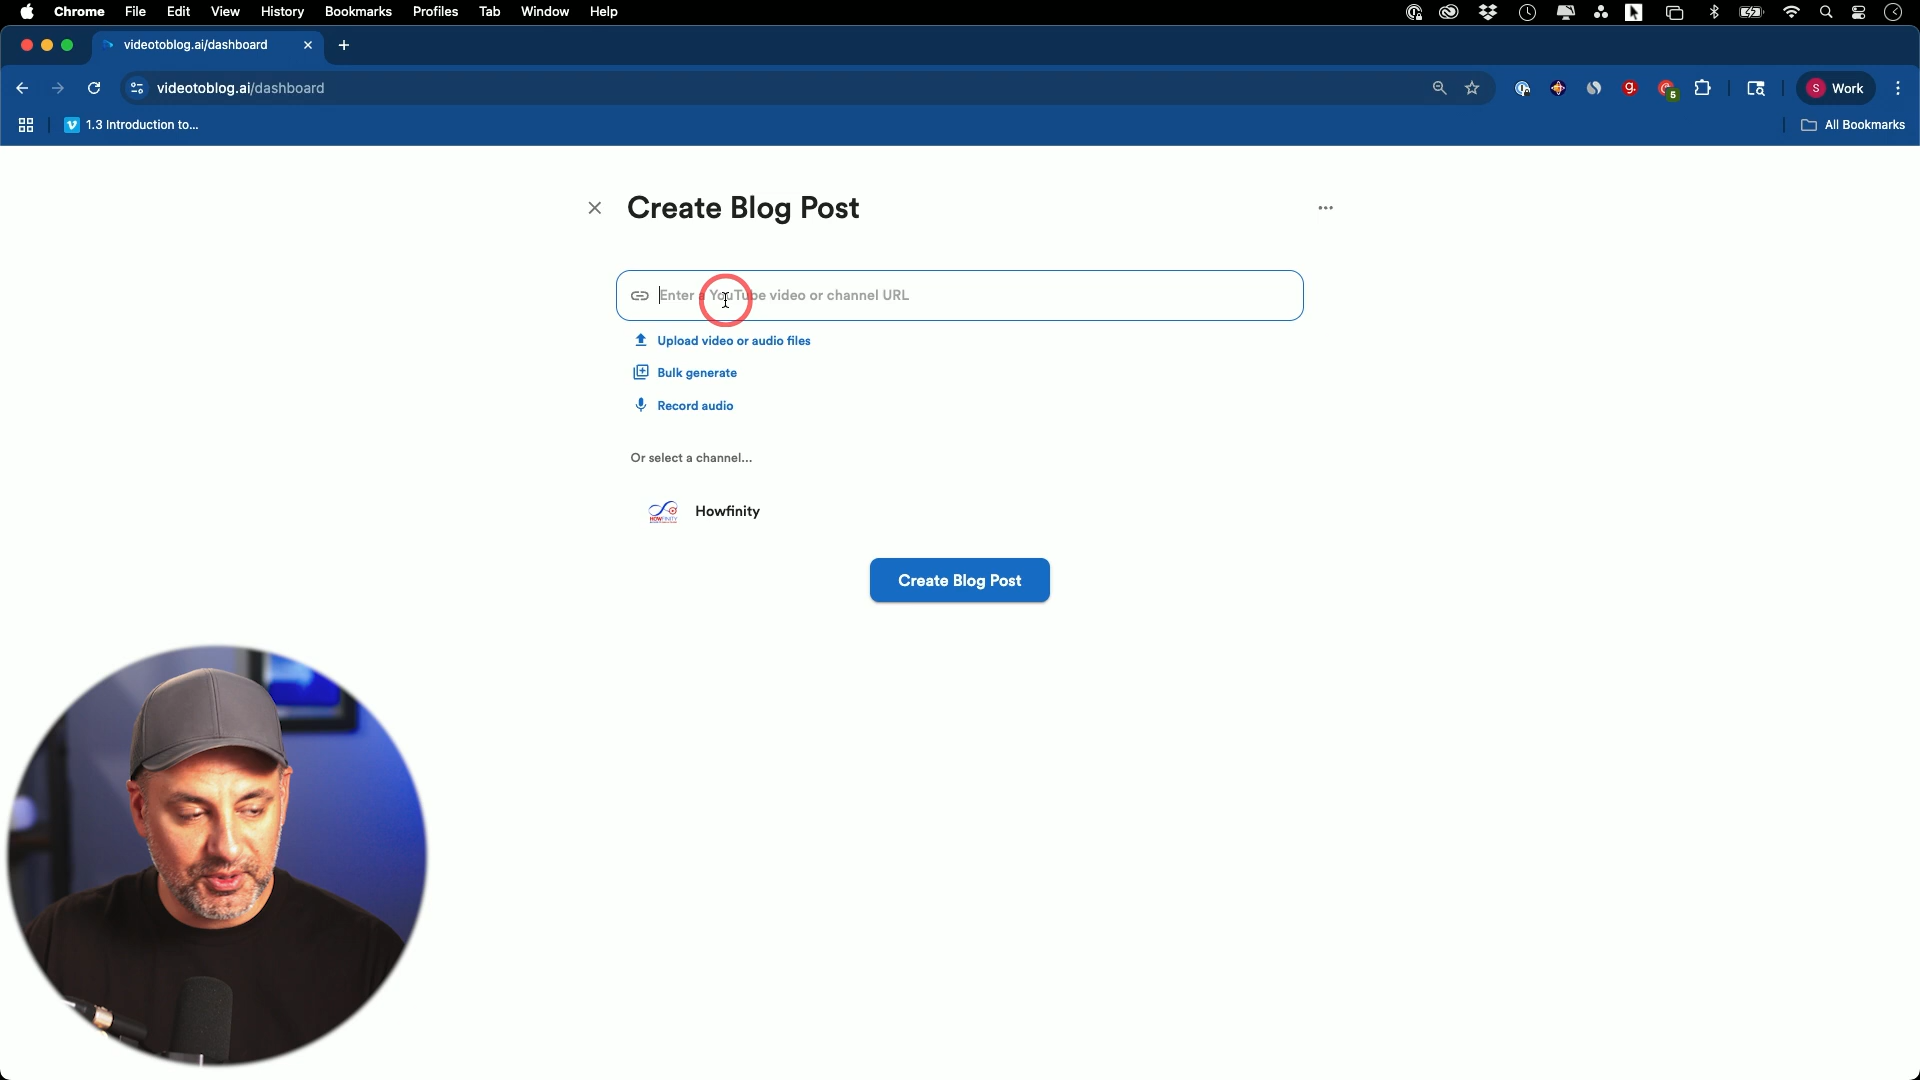 Chrome File Edit View History Bookmarks Profiles Tab Window Help
videotoblog.ai/dashboard
videotoblog.ai/dashboard
S Work
g.
5
1.3 Introduction to...
All Bookmarks
Create Blog Post
Enter a YouTube video or channel URL
Upload video or audio files
Bulk generate
Record audio
Or select a channel...
HOWFINITY
Howfinity
Create Blog Post